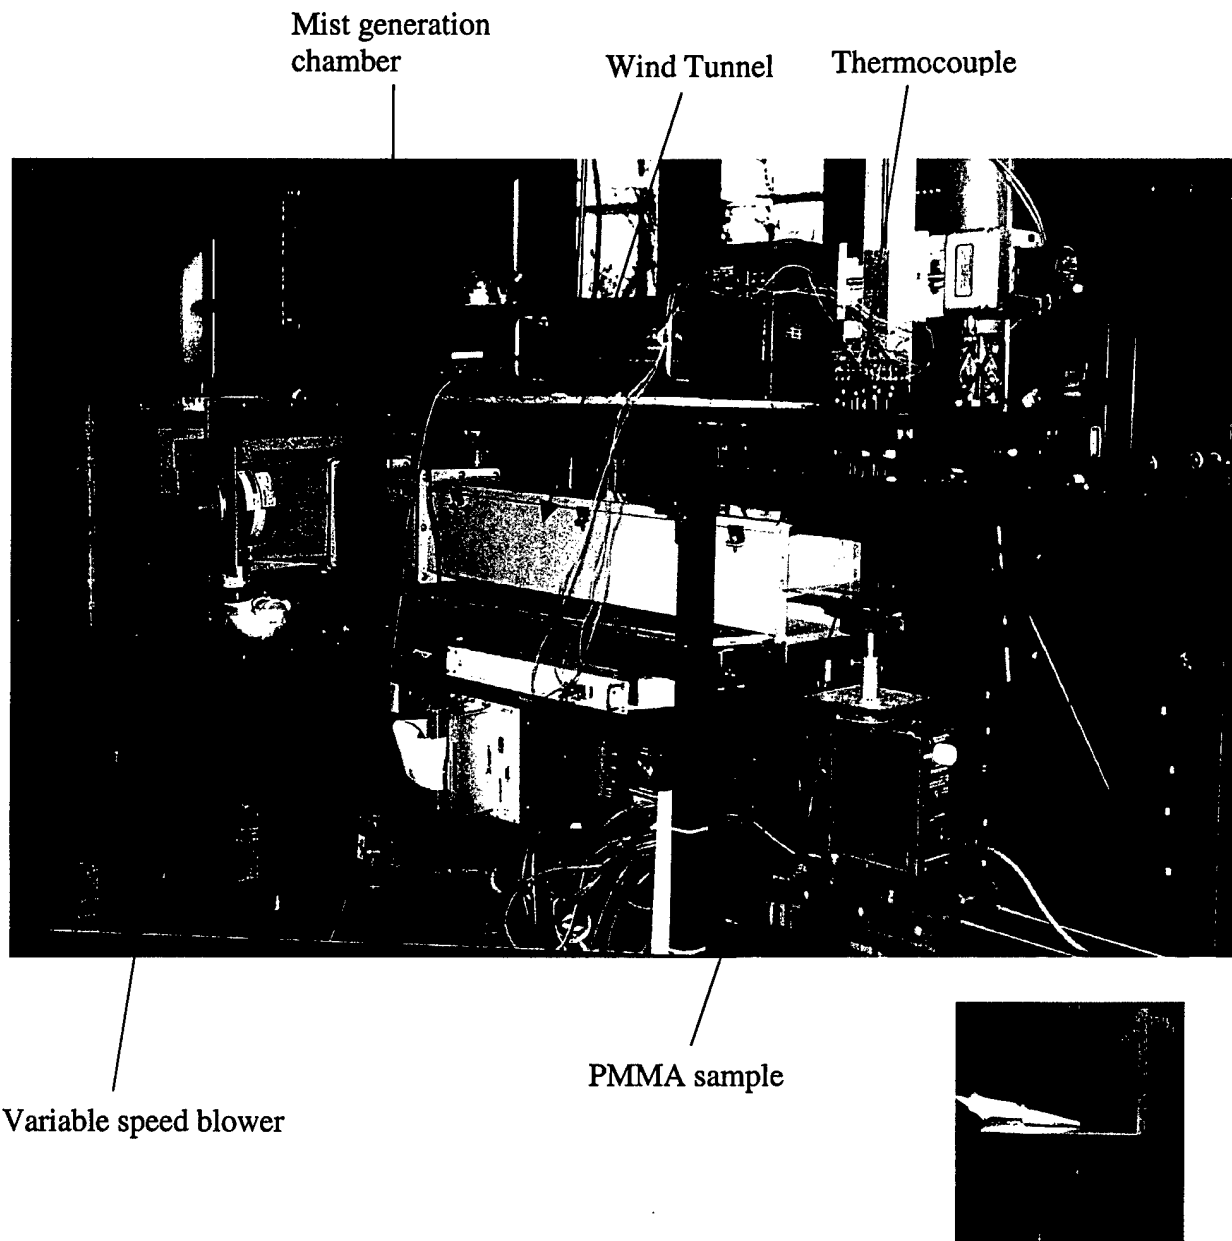 Mist generation
chamber
Wind Tunnel
Thermocouple
PMMA sample
Variable speed blower